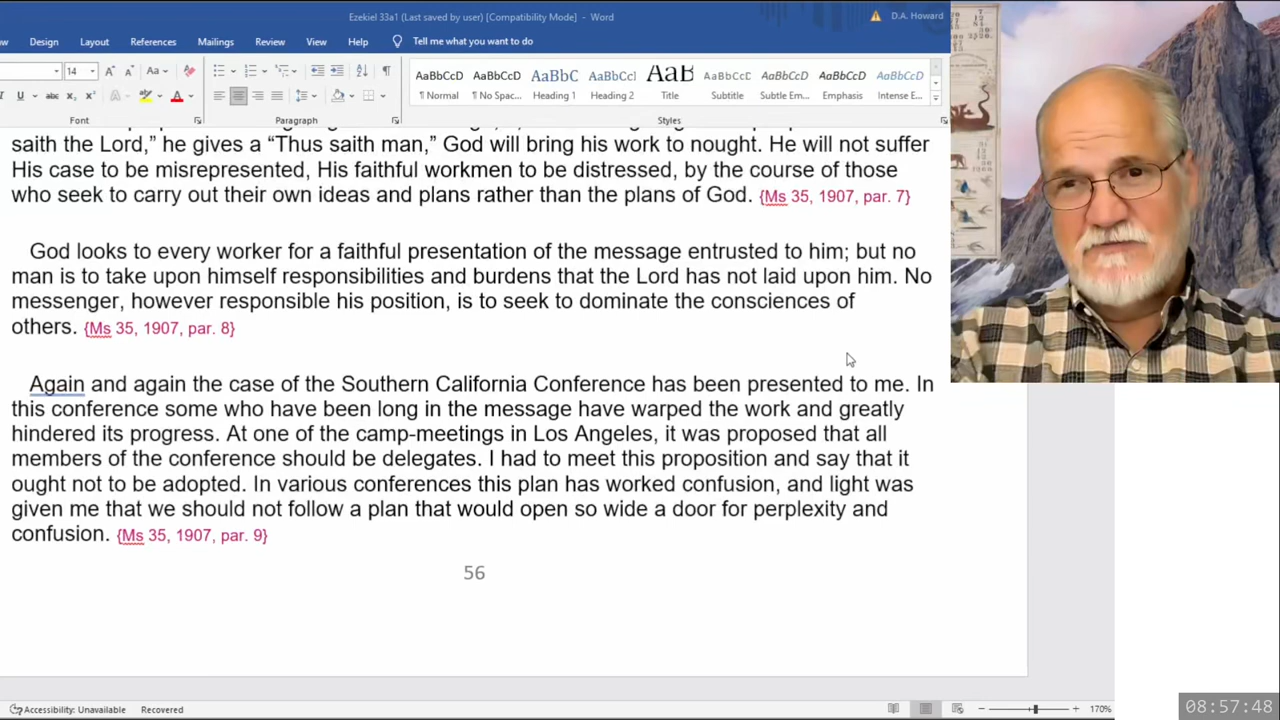 Ezekiel 33a1 (Last saved by user) [Compatibility Mode] - Word
D.A. Howard
Design Layout References Mailings Review View Help Tell me what you want to do
14 Aa
U abc x₂ x² A A
AaBbCcD AaBbCcD AaBbC AaBbCcI AaB AaBbCcD AaBbCcD AaBbCcD AaBbCcD
¶ Normal ¶ No Spac... Heading 1 Heading 2 Title Subtitle Subtle Em... Emphasis Intense E...
Font Paragraph Styles
saith the Lord,” he gives a “Thus saith man,” God will bring his work to nought. He will not suffer
His case to be misrepresented, His faithful workmen to be distressed, by the course of those
who seek to carry out their own ideas and plans rather than the plans of God. {Ms 35, 1907, par. 7}
God looks to every worker for a faithful presentation of the message entrusted to him; but no
man is to take upon himself responsibilities and burdens that the Lord has not laid upon him. No
messenger, however responsible his position, is to seek to dominate the consciences of
others. {Ms 35, 1907, par. 8}
Again and again the case of the Southern California Conference has been presented to me. In
this conference some who have been long in the message have warped the work and greatly
hindered its progress. At one of the camp-meetings in Los Angeles, it was proposed that all
members of the conference should be delegates. I had to meet this proposition and say that it
ought not to be adopted. In various conferences this plan has worked confusion, and light was
given me that we should not follow a plan that would open so wide a door for perplexity and
confusion. {Ms 35, 1907, par. 9}
56
Accessibility: Unavailable Recovered 170%
08:57:48